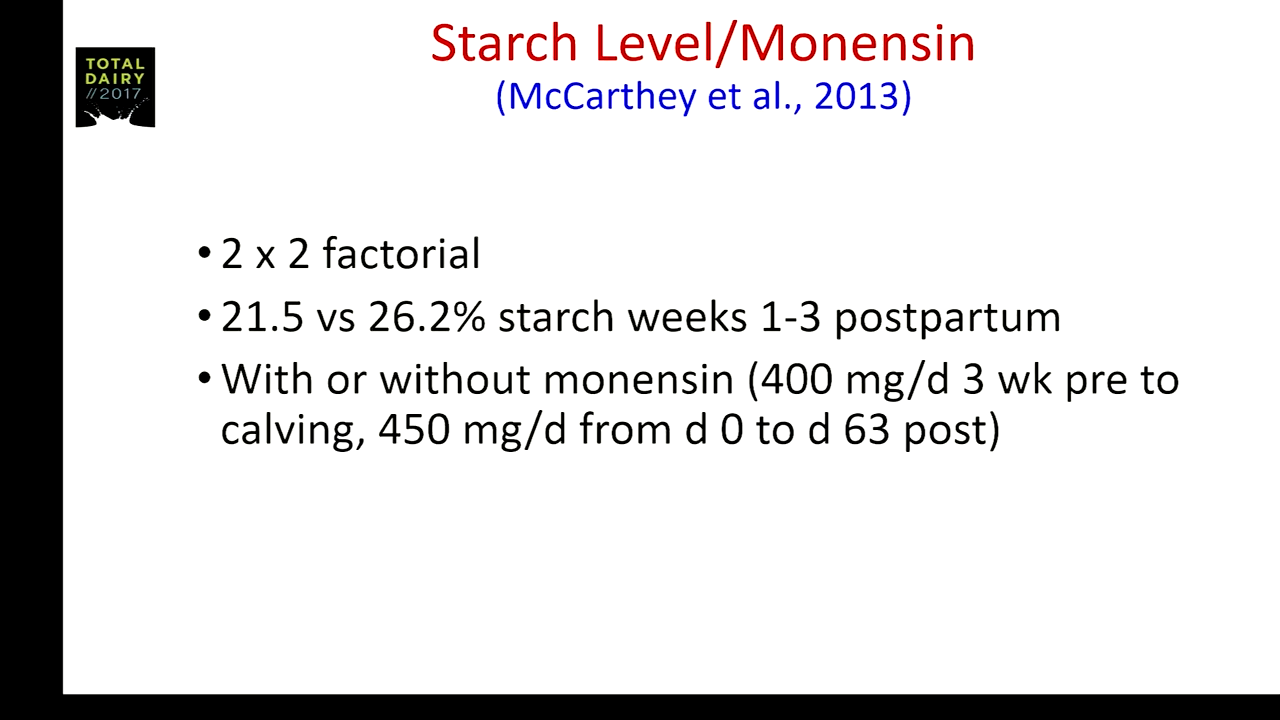 Starch Level/Monensin
(McCarthey et al., 2013)
TOTAL
DAIRY
//2017
• 2 x 2 factorial
• 21.5 vs 26.2% starch weeks 1-3 postpartum
• With or without monensin (400 mg/d 3 wk pre to
calving, 450 mg/d from d 0 to d 63 post)